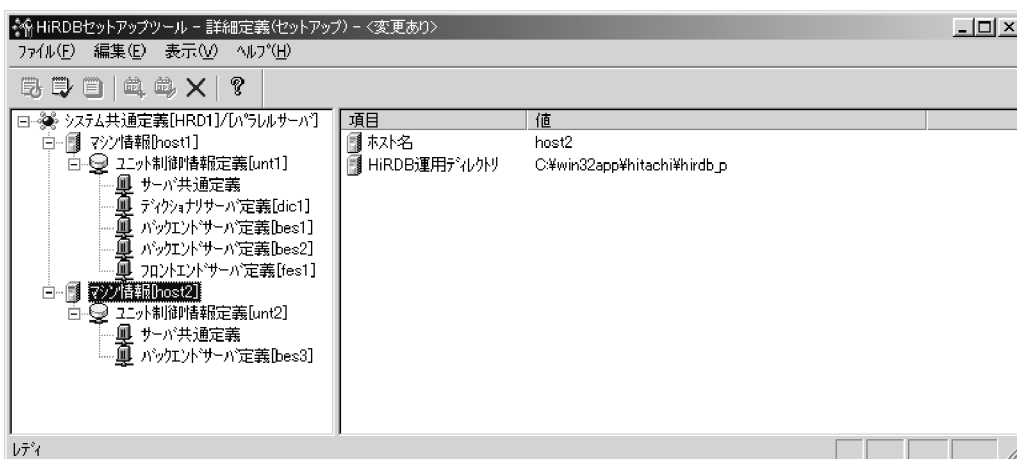 HiRDBセットアップツール - 詳細定義(セットアップ) - <変更あり>
ファイル(F) 編集(E) 表示(V) ヘルプ(H)
システム共通定義[HRD1]/[パラレルサーバ]
マシン情報[host1]
ユニット制御情報定義[unt1]
サーバ共通定義
ディクショナリサーバ定義[dic1]
バックエンドサーバ定義[bes1]
バックエンドサーバ定義[bes2]
フロントエンドサーバ定義[fes1]
マシン情報[host2]
ユニット制御情報定義[unt2]
サーバ共通定義
バックエンドサーバ定義[bes3]
項目 値
ホスト名 host2
HiRDB運用ディレクトリ C:¥win32app¥hitachi¥hirdb_p
レディ